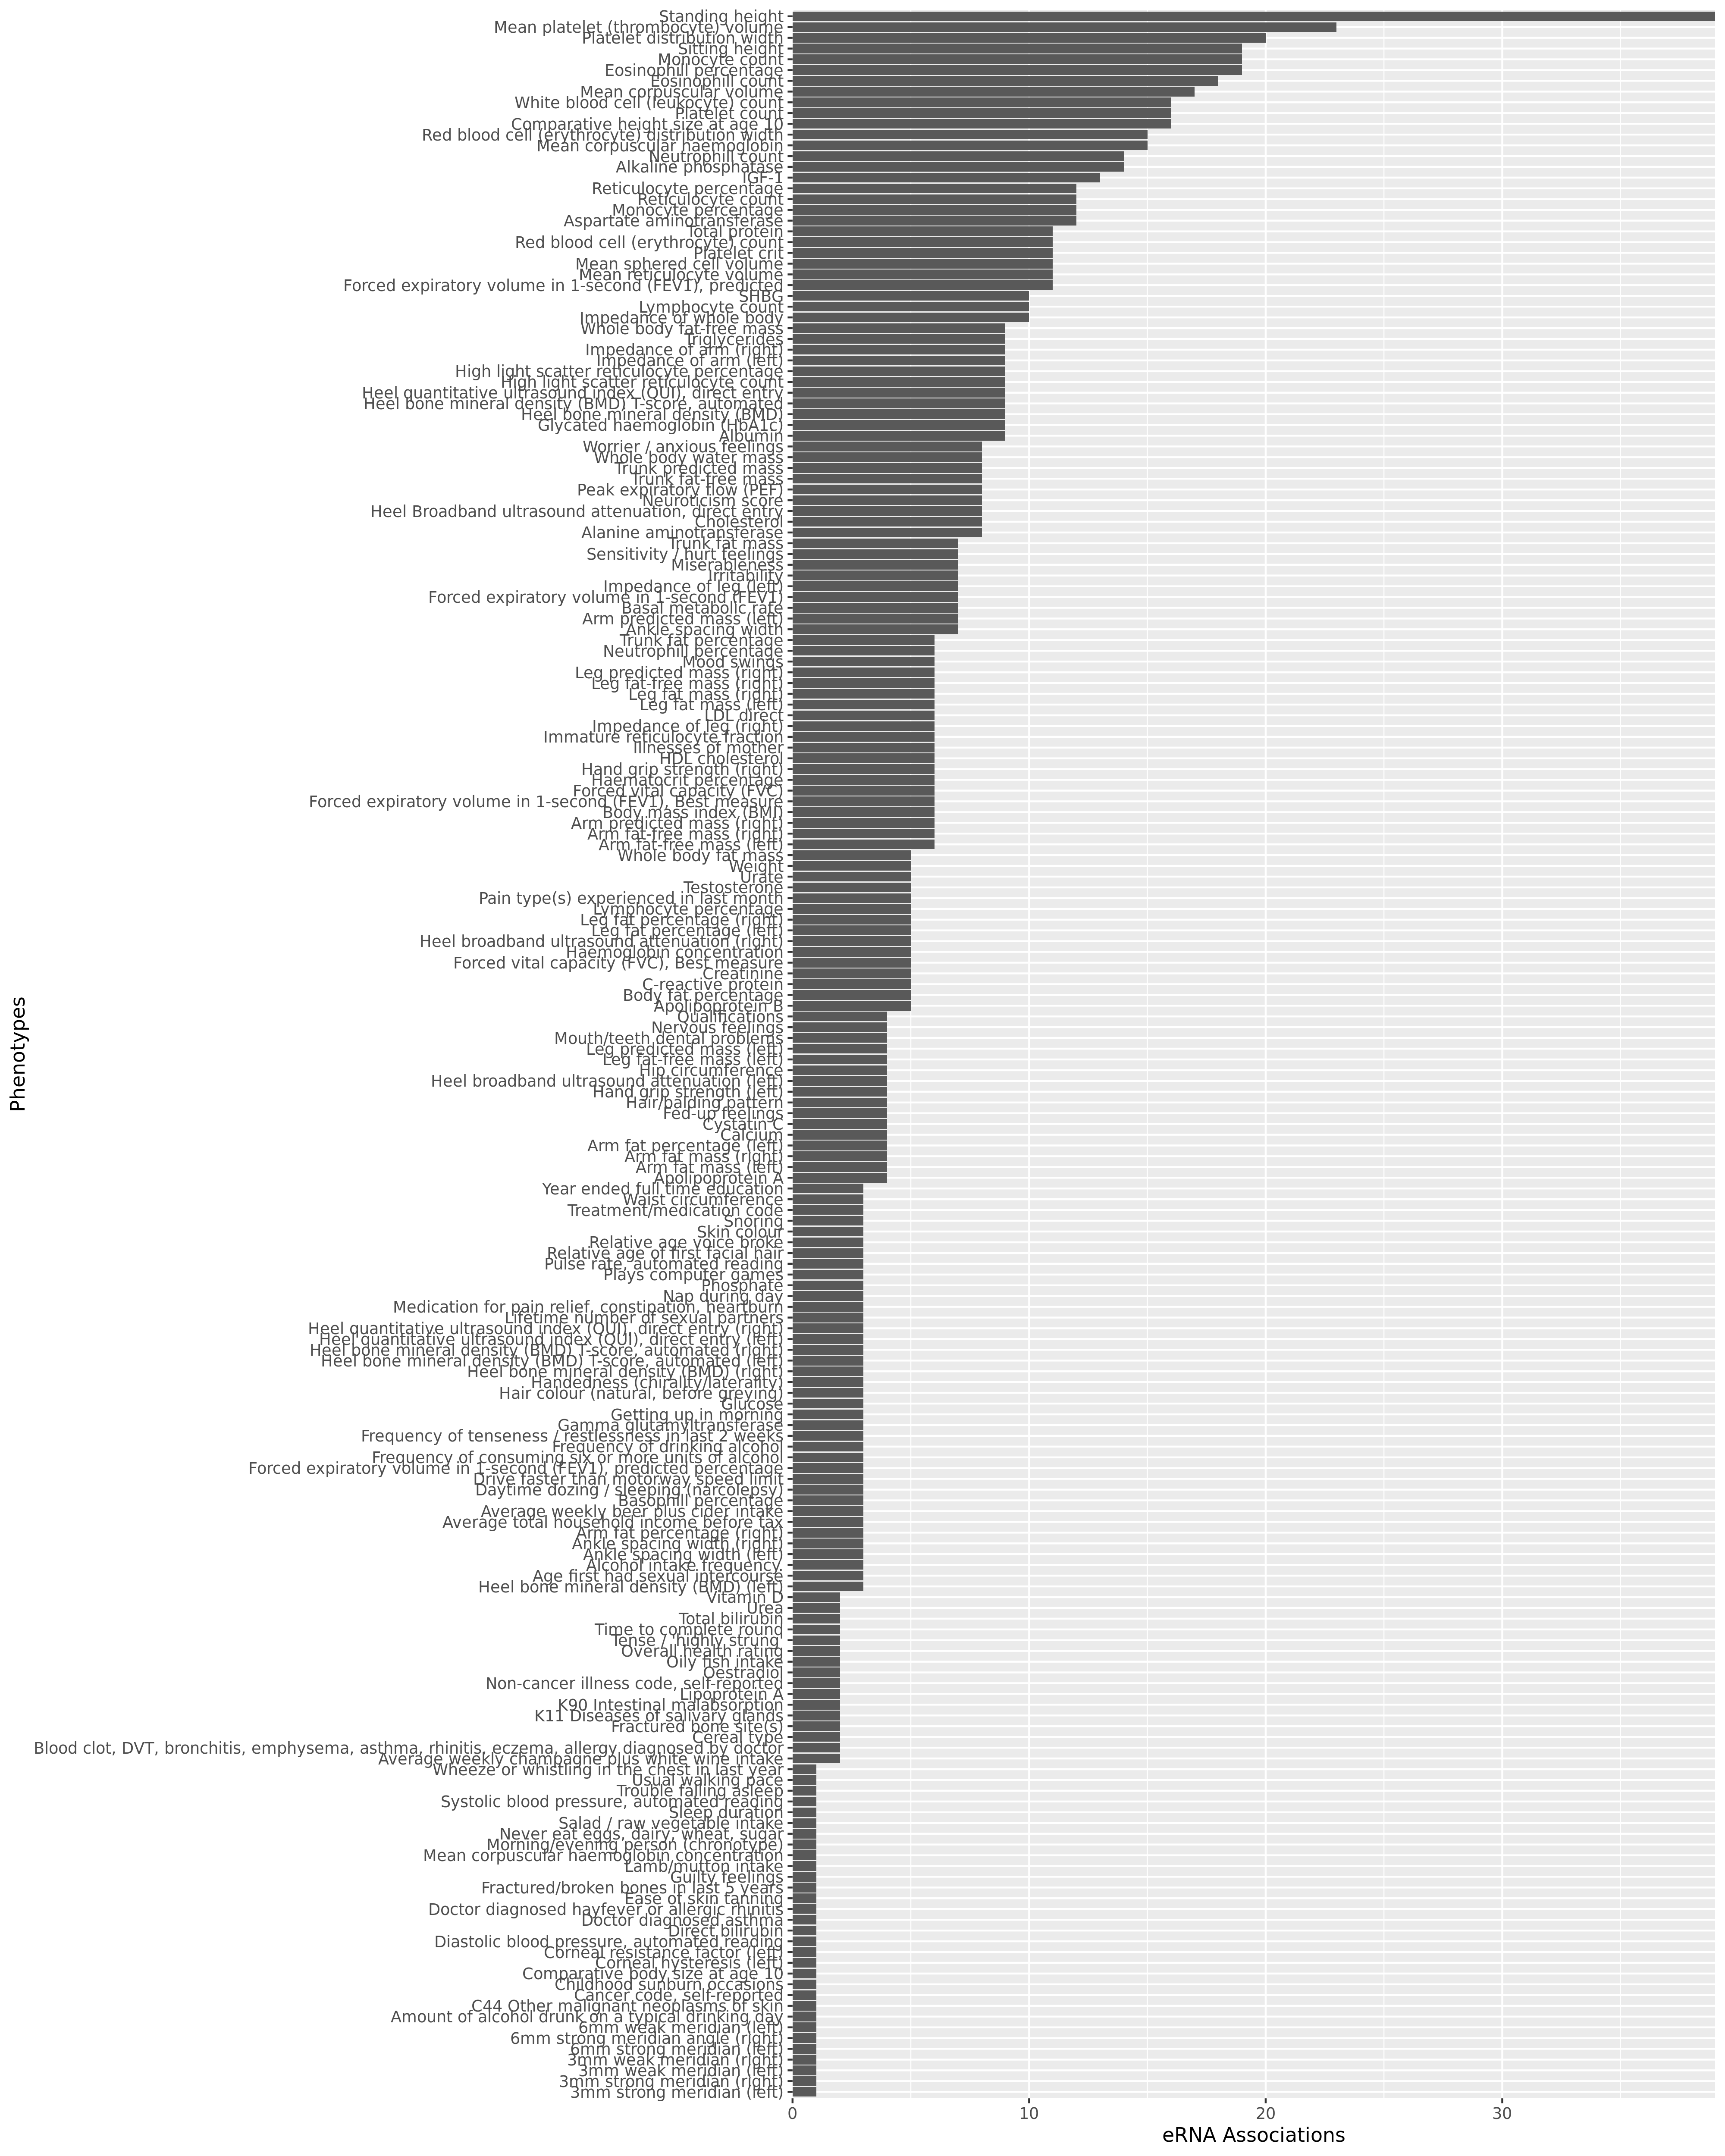 Standing height
Mean platelet (thrombocyte) volume
Platelet distribution width
Sitting height
Monocyte count
Eosinophill percentage
Eosinophill count
Mean corpuscular volume
White blood cell (leukocyte) count
Platelet count
Comparative height size at age 10
Red blood cell (erythrocyte) distribution width
Mean corpuscular haemoglobin
Neutrophill count
Alkaline phosphatase
IGF-1
Reticulocyte percentage
Reticulocyte count
Monocyte percentage
Aspartate aminotransferase
Total protein
Red blood cell (erythrocyte) count
Platelet crit
Mean sphered cell volume
Mean reticulocyte volume
Forced expiratory volume in 1-second (FEV1), predicted
SHBG
Lymphocyte count
Impedance of whole body
Whole body fat-free mass
Triglycerides
Impedance of arm (right)
Impedance of arm (left)
High light scatter reticulocyte percentage
High light scatter reticulocyte count
Heel quantitative ultrasound index (QUI), direct entry
Heel bone mineral density (BMD) T-score, automated
Heel bone mineral density (BMD)
Glycated haemoglobin (HbA1c)
Albumin
Worrier / anxious feelings
Whole body water mass
Trunk predicted mass
Trunk fat-free mass
Peak expiratory flow (PEF)
Neuroticism score
Heel Broadband ultrasound attenuation, direct entry
Cholesterol
Alanine aminotransferase
Trunk fat mass
Sensitivity / hurt feelings
Miserableness
Irritability
Impedance of leg (left)
Forced expiratory volume in 1-second (FEV1)
Basal metabolic rate
Arm predicted mass (left)
Ankle spacing width
Trunk fat percentage
Neutrophill percentage
Mood swings
Leg predicted mass (right)
Leg fat-free mass (right)
Leg fat mass (right)
Leg fat mass (left)
LDL direct
Impedance of leg (right)
Immature reticulocyte fraction
Illnesses of mother
HDL cholesterol
Hand grip strength (right)
Haematocrit percentage
Forced vital capacity (FVC)
Forced expiratory volume in 1-second (FEV1), Best measure
Body mass index (BMI)
Arm predicted mass (right)
Arm fat-free mass (right)
Arm fat-free mass (left)
Whole body fat mass
Weight
Urate
Testosterone
Pain type(s) experienced in last month
Lymphocyte percentage
Leg fat percentage (right)
Leg fat percentage (left)
Heel broadband ultrasound attenuation (right)
Haemoglobin concentration
Forced vital capacity (FVC), Best measure
Creatinine
C-reactive protein
Body fat percentage
Apolipoprotein B
Qualifications
Nervous feelings
Mouth/teeth dental problems
Leg predicted mass (left)
Leg fat-free mass (left)
Hip circumference
Heel broadband ultrasound attenuation (left)
Hand grip strength (left)
Hair/balding pattern
Fed-up feelings
Cystatin C
Calcium
Arm fat percentage (left)
Arm fat mass (right)
Arm fat mass (left)
Apolipoprotein A
Year ended full time education
Waist circumference
Treatment/medication code
Snoring
Skin colour
Relative age voice broke
Relative age of first facial hair
Pulse rate, automated reading
Plays computer games
Phosphate
Nap during day
Medication for pain relief, constipation, heartburn
Lifetime number of sexual partners
Heel quantitative ultrasound index (QUI), direct entry (right)
Heel quantitative ultrasound index (QUI), direct entry (left)
Heel bone mineral density (BMD) T-score, automated (right)
Heel bone mineral density (BMD) T-score, automated (left)
Heel bone mineral density (BMD) (right)
Handedness (chirality/laterality)
Hair colour (natural, before greying)
Glucose
Getting up in morning
Gamma glutamyltransferase
Frequency of tenseness / restlessness in last 2 weeks
Frequency of drinking alcohol
Frequency of consuming six or more units of alcohol
Forced expiratory volume in 1-second (FEV1), predicted percentage
Drive faster than motorway speed limit
Daytime dozing / sleeping (narcolepsy)
Basophill percentage
Average weekly beer plus cider intake
Average total household income before tax
Arm fat percentage (right)
Ankle spacing width (right)
Ankle spacing width (left)
Alcohol intake frequency.
Age first had sexual intercourse
Heel bone mineral density (BMD) (left)
Vitamin D
Urea
Total bilirubin
Time to complete round
Tense / 'highly strung'
Overall health rating
Oily fish intake
Oestradiol
Non-cancer illness code, self-reported
Lipoprotein A
K90 Intestinal malabsorption
K11 Diseases of salivary glands
Fractured bone site(s)
Cereal type
Blood clot, DVT, bronchitis, emphysema, asthma, rhinitis, eczema, allergy diagnosed by doctor
Average weekly champagne plus white wine intake
Wheeze or whistling in the chest in last year
Usual walking pace
Trouble falling asleep
Systolic blood pressure, automated reading
Sleep duration
Salad / raw vegetable intake
Never eat eggs, dairy, wheat, sugar
Morning/evening person (chronotype)
Mean corpuscular haemoglobin concentration
Lamb/mutton intake
Guilty feelings
Fractured/broken bones in last 5 years
Ease of skin tanning
Doctor diagnosed hayfever or allergic rhinitis
Doctor diagnosed asthma
Direct bilirubin
Diastolic blood pressure, automated reading
Corneal resistance factor (left)
Corneal hysteresis (left)
Comparative body size at age 10
Childhood sunburn occasions
Cancer code, self-reported
C44 Other malignant neoplasms of skin
Amount of alcohol drunk on a typical drinking day
6mm weak meridian (left)
6mm strong meridian angle (right)
6mm strong meridian (left)
3mm weak meridian (right)
3mm weak meridian (left)
3mm strong meridian (right)
3mm strong meridian (left)
Phenotypes
0 10 20 30
eRNA Associations